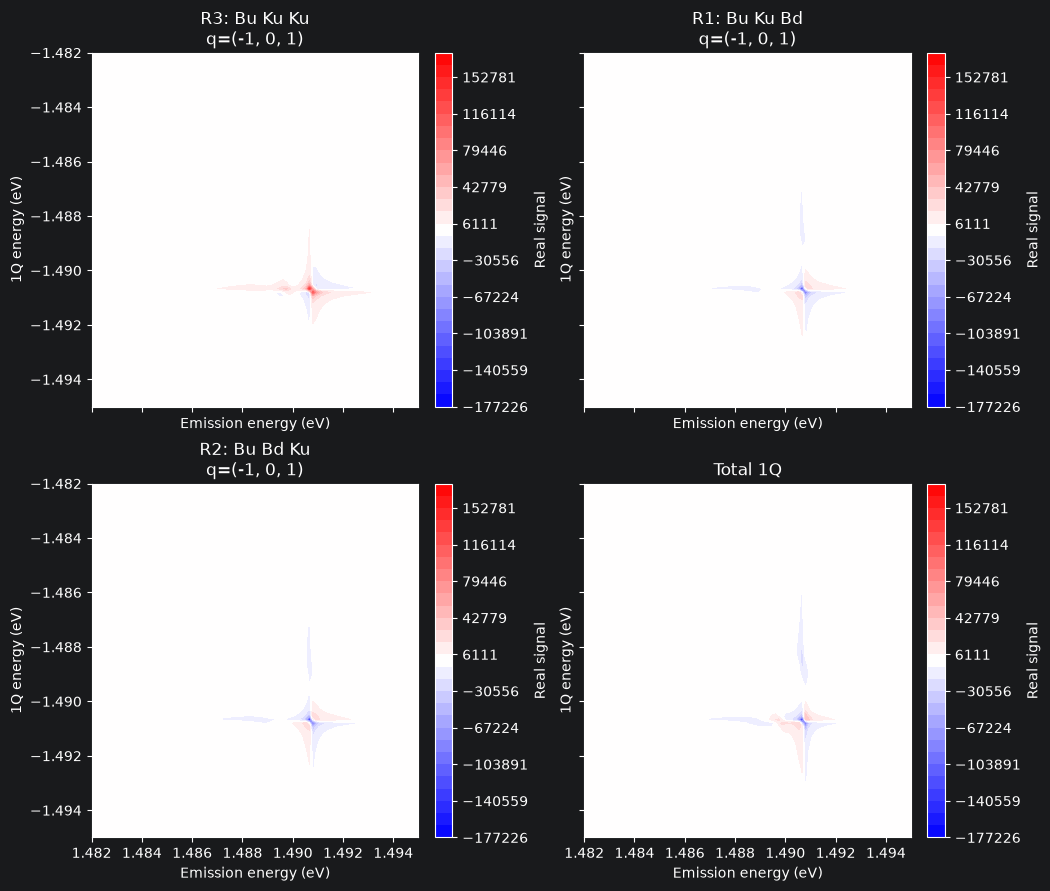 R3: Bu Ku Ku
q=(-1, 0, 1)
R1: Bu Ku Bd
q=(-1, 0, 1)
−1.482
−1.484
−1.486
−1.488
−1.490
−1.492
−1.494
1Q energy (eV)
Emission energy (eV)
152781
116114
79446
42779
6111
−30556
−67224
−103891
−140559
−177226
Real signal
1Q energy (eV)
Emission energy (eV)
152781
116114
79446
42779
6111
−30556
−67224
−103891
−140559
−177226
Real signal
R2: Bu Bd Ku
q=(-1, 0, 1)
Total 1Q
−1.482
−1.484
−1.486
−1.488
−1.490
−1.492
−1.494
1Q energy (eV)
1.482 1.484 1.486 1.488 1.490 1.492 1.494
Emission energy (eV)
152781
116114
79446
42779
6111
−30556
−67224
−103891
−140559
−177226
Real signal
1Q energy (eV)
1.482 1.484 1.486 1.488 1.490 1.492 1.494
Emission energy (eV)
152781
116114
79446
42779
6111
−30556
−67224
−103891
−140559
−177226
Real signal